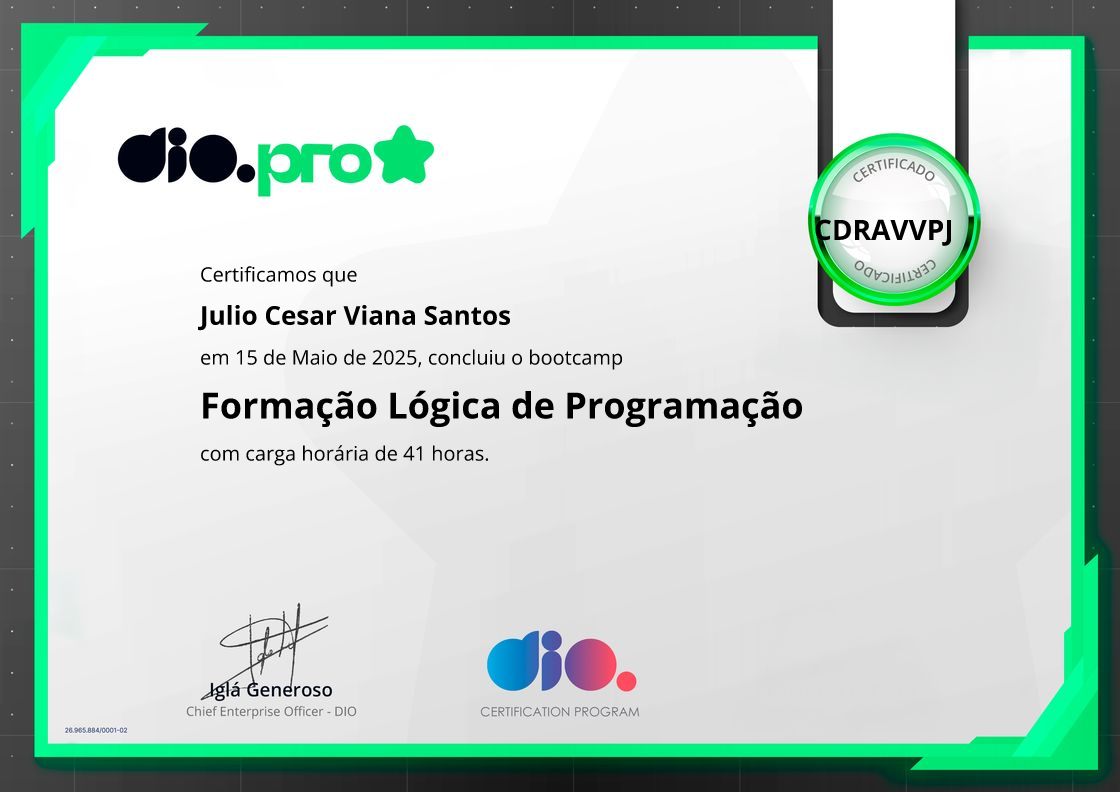 dio.pro
CERTIFICADO
CDRAVVPJ
CERTIFICADO
Certificamos que
Julio Cesar Viana Santos
em 15 de Maio de 2025, concluiu o bootcamp
Formação Lógica de Programação
com carga horária de 41 horas.
Iglá Generoso
Chief Enterprise Officer - DIO
dio.
CERTIFICATION PROGRAM
26.965.884/0001-02